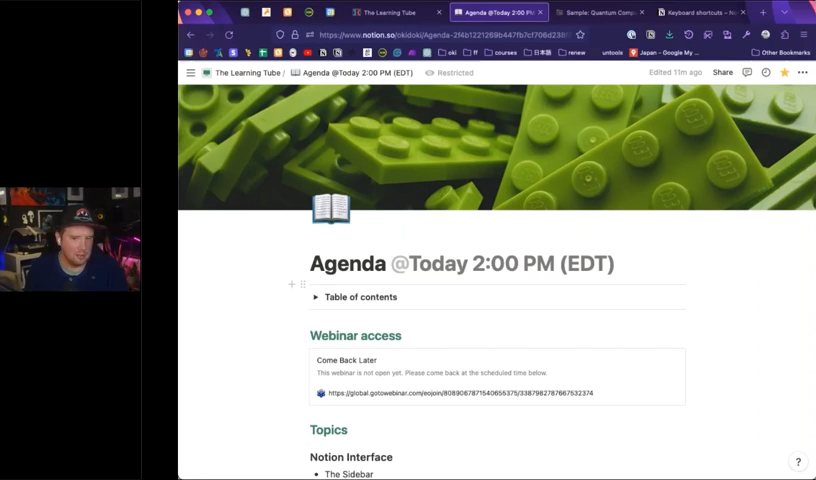 The Learning Tube
Agenda @Today 2:00 PM
Sample: Quantum Comp
Keyboard shortcuts – No
https://www.notion.so/okidoki/Agenda-2f4b1221269b447fb7cf706d238
oki
ff
courses
日本語
renew
untools
Japan - Google My
Other Bookmarks
The Learning Tube / Agenda @Today 2:00 PM (EDT) Restricted
Edited 11m ago Share
Agenda @Today 2:00 PM (EDT)
Table of contents
Webinar access
Come Back Later
This webinar is not open yet. Please come back at the scheduled time below.
https://global.gotowebinar.com/eojoin/8089067871540655375/3387982787667532374
Topics
Notion Interface
• The Sidebar
?